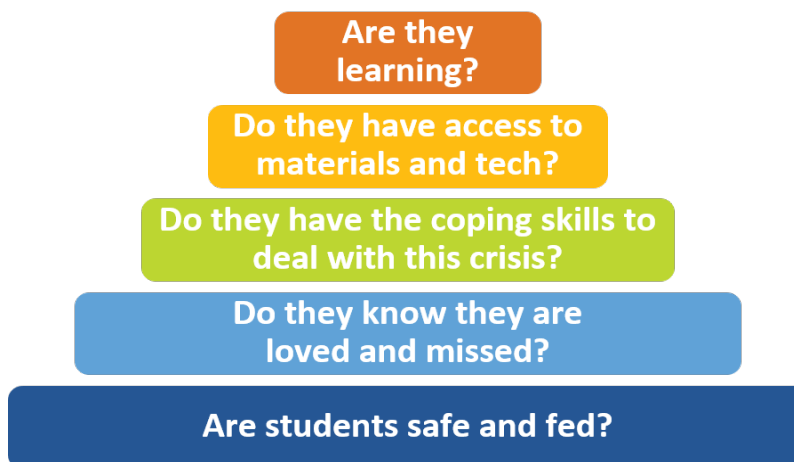 Are they
learning?
Do they have access to
materials and tech?
Do they have the coping skills to
deal with this crisis?
Do they know they are
loved and missed?
Are students safe and fed?